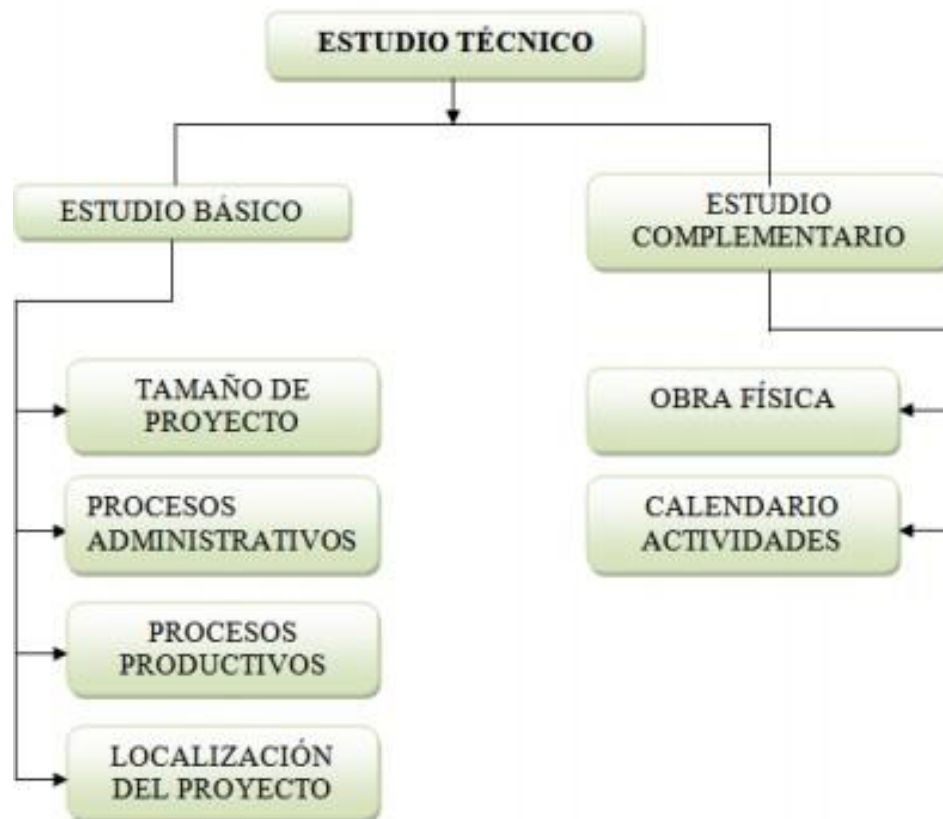 ESTUDIO TÉCNICO
ESTUDIO BÁSICO
ESTUDIO
COMPLEMENTARIO
TAMAÑO DE
PROYECTO
PROCESOS
ADMINISTRATIVOS
PROCESOS
PRODUCTIVOS
LOCALIZACIÓN
DEL PROYECTO
OBRA FÍSICA
CALENDARIO
ACTIVIDADES